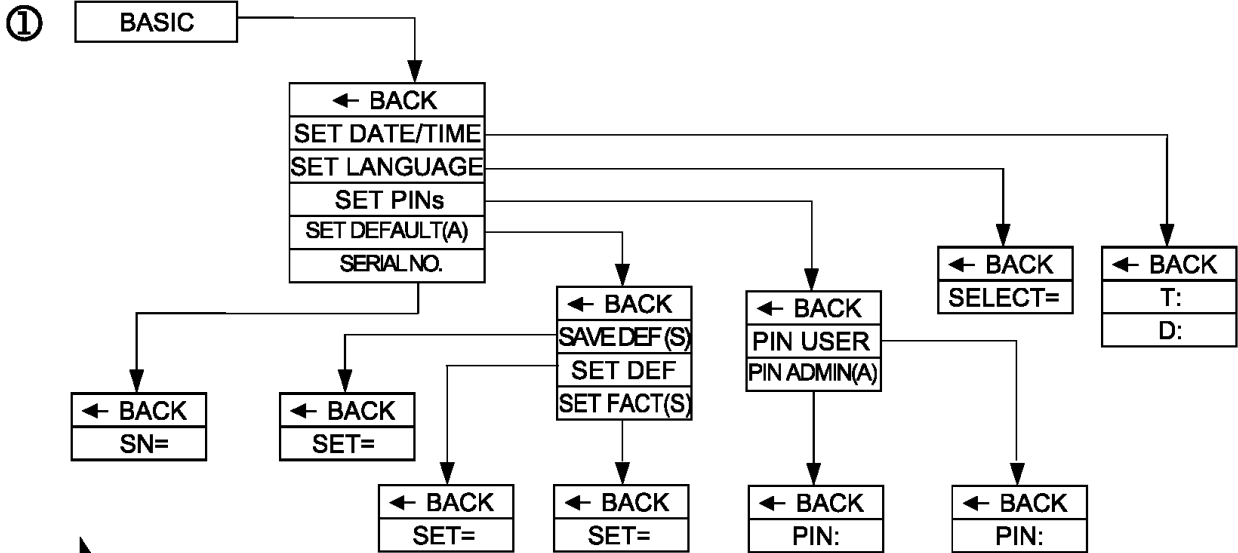 ① BASIC
← BACK
SET DATE/TIME
SET LANGUAGE
SET PINs
SET DEFAULT(A)
SERIAL NO.
← BACK
SELECT=
← BACK
T:
D:
← BACK
SAVE DEF (S)
SET DEF
SET FACT(S)
← BACK
PIN USER
PIN ADMIN(A)
← BACK
SN=
← BACK
SET=
← BACK
SET=
← BACK
SET=
← BACK
PIN:
← BACK
PIN: